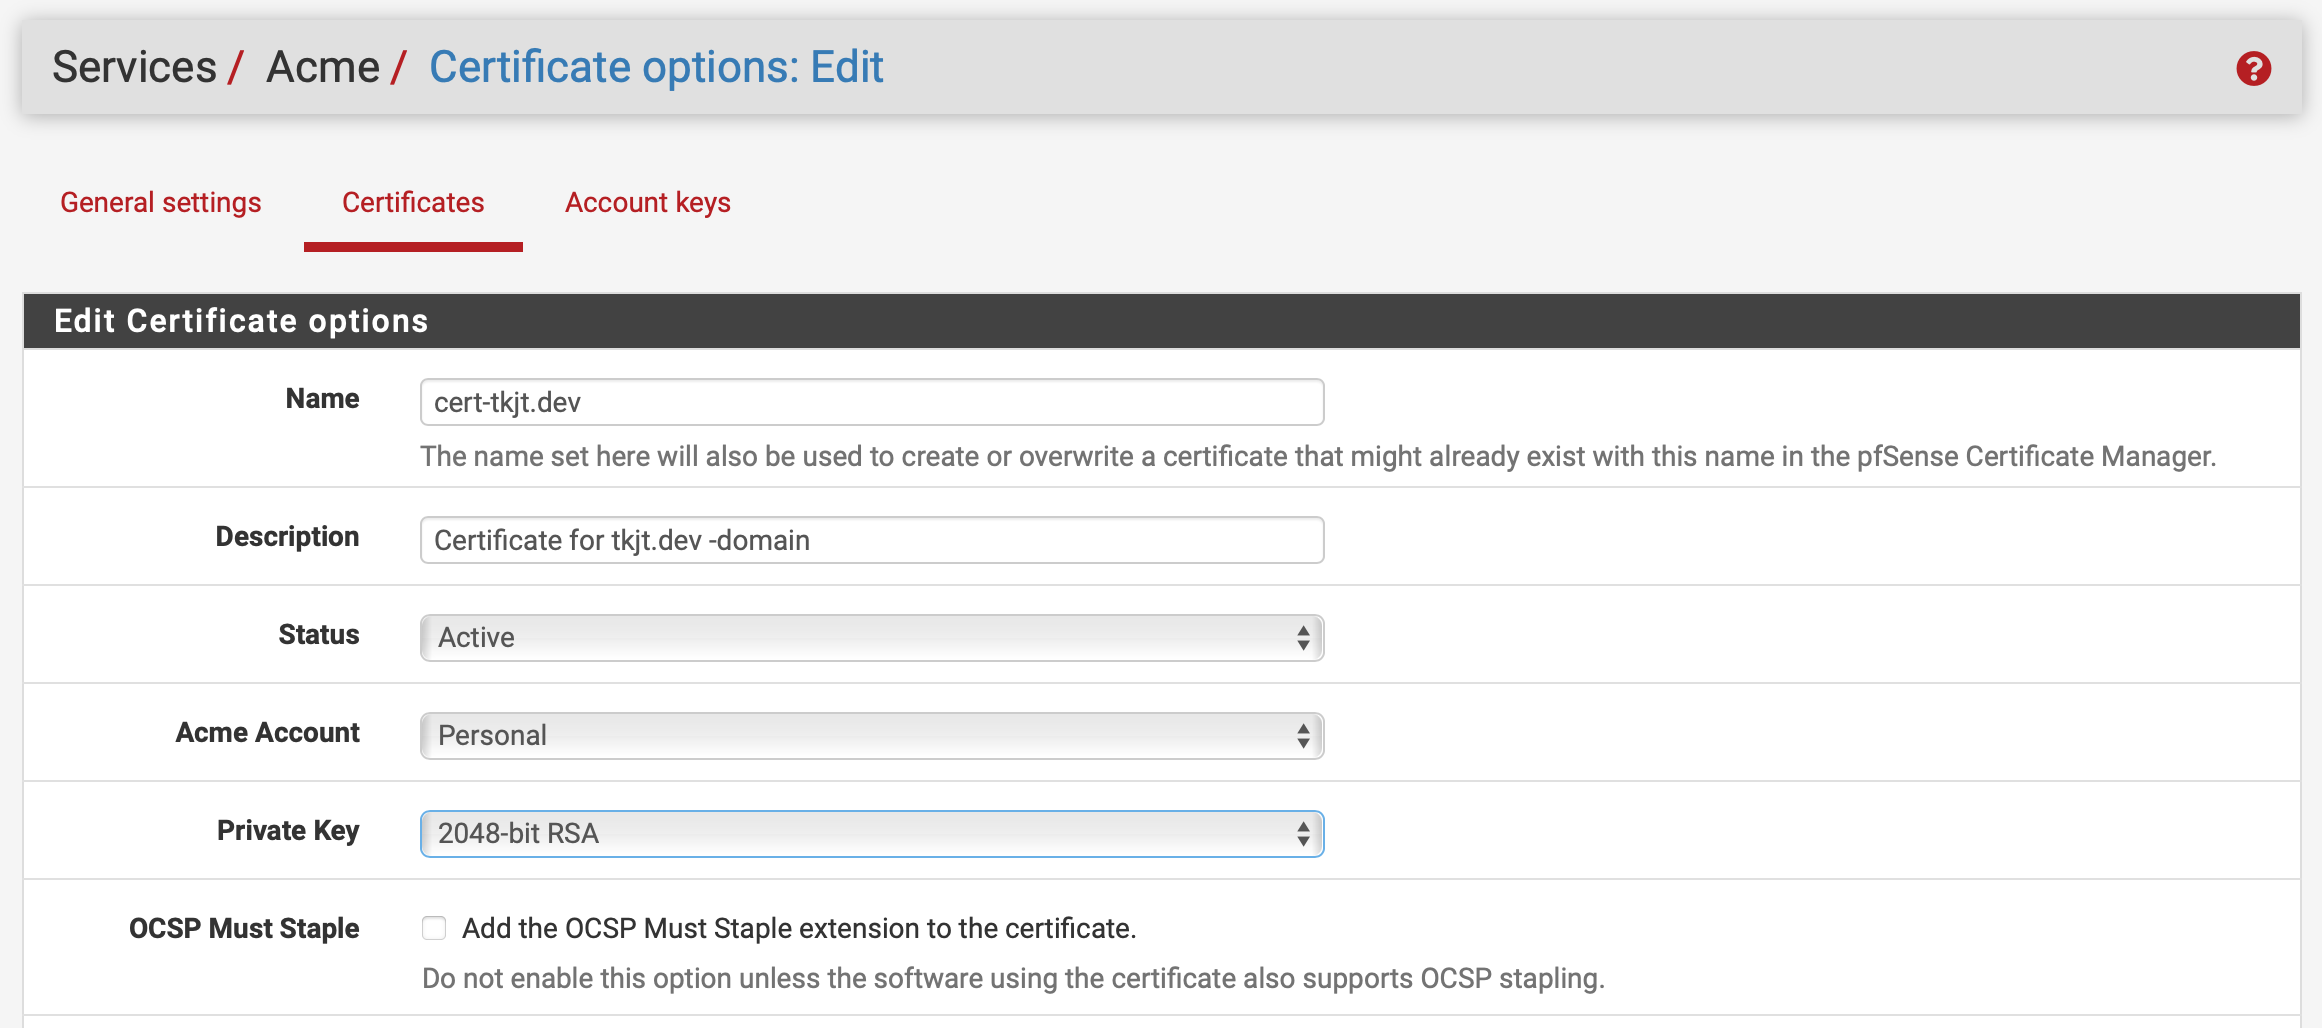 Services / Acme / Certificate options: Edit
General settings Certificates Account keys
Edit Certificate options
Name cert-tkjt.dev
The name set here will also be used to create or overwrite a certificate that might already exist with this name in the pfSense Certificate Manager.
Description Certificate for tkjt.dev -domain
Status Active
Acme Account Personal
Private Key 2048-bit RSA
OCSP Must Staple Add the OCSP Must Staple extension to the certificate.
Do not enable this option unless the software using the certificate also supports OCSP stapling.